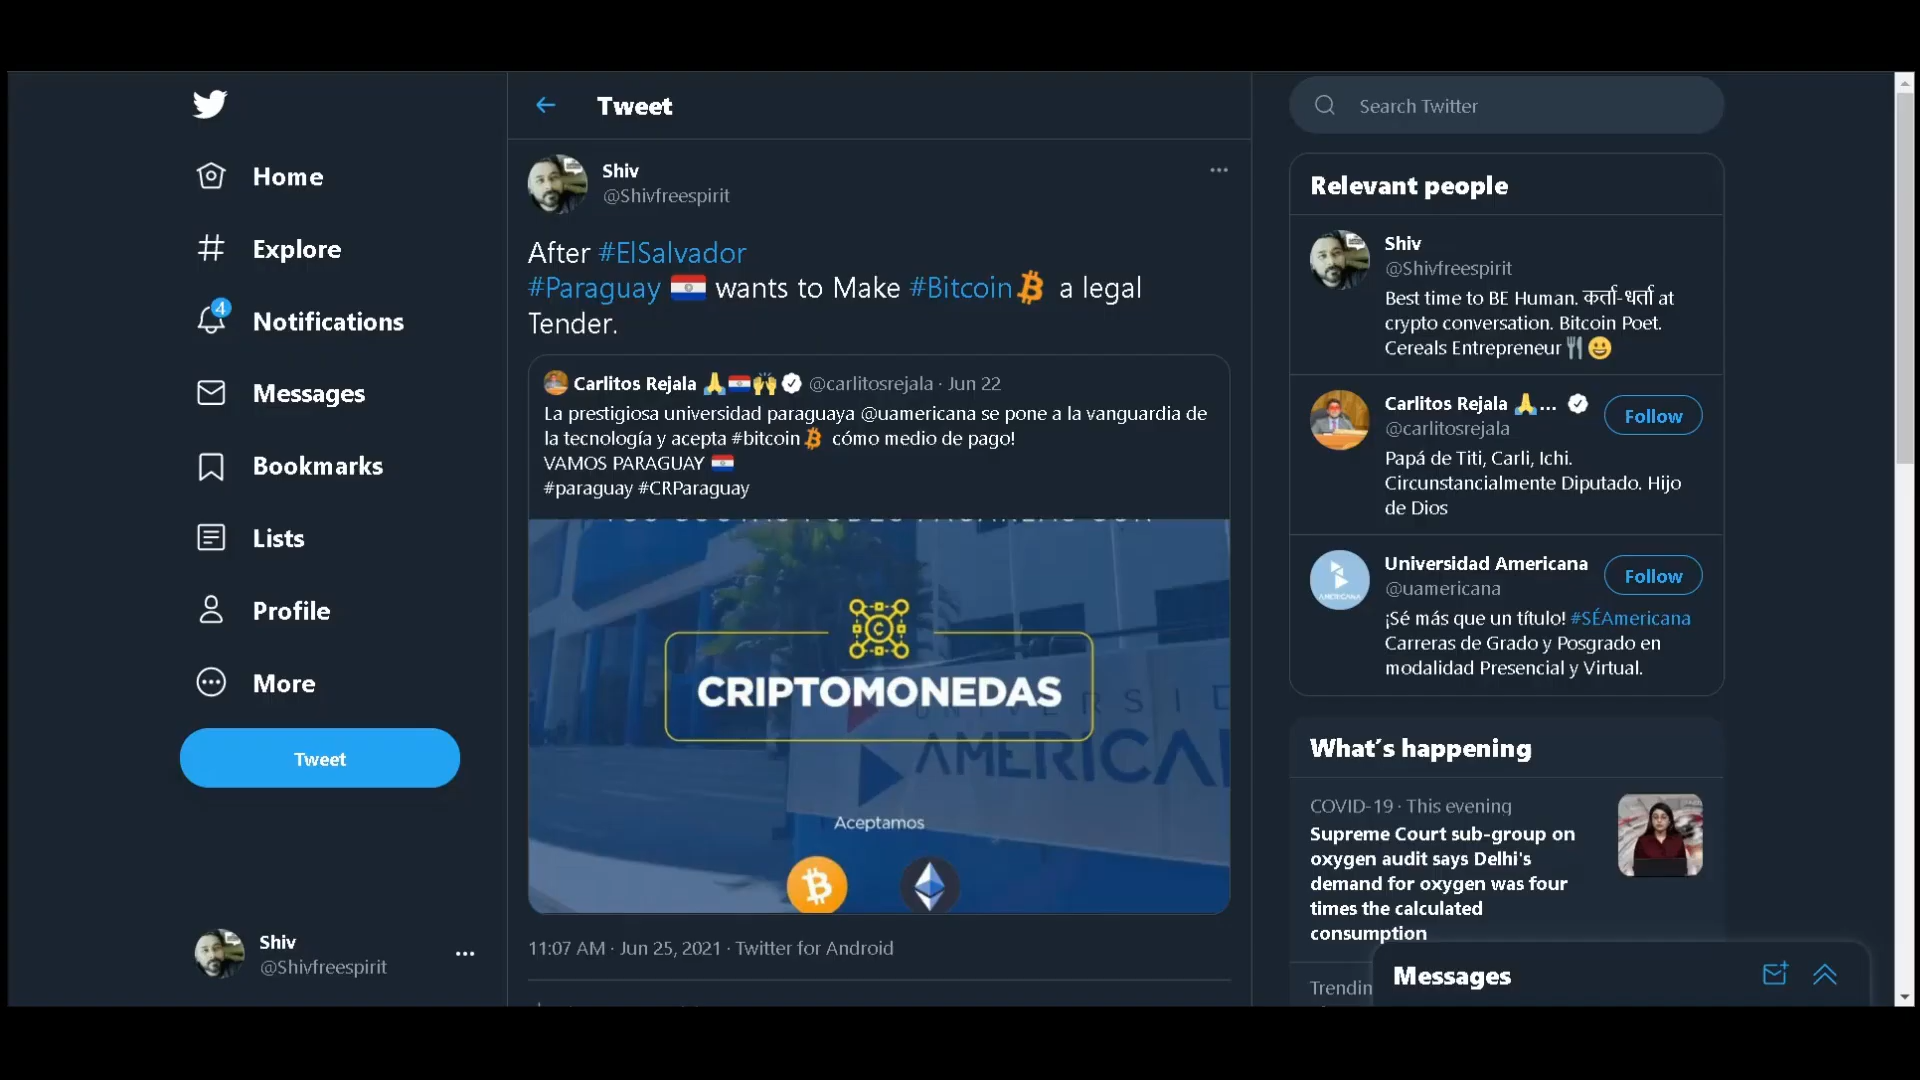 Home
Explore
4
Notifications
Messages
Bookmarks
Lists
Profile
More
Tweet
Shiv
@Shivfreespirit
Tweet
Shiv
@Shivfreespirit
After #ElSalvador
#Paraguay 🇵🇾 wants to Make #Bitcoin a legal
Tender.
Carlitos Rejala 🙏🇵🇾🙌 @carlitosrejala · Jun 22
La prestigiosa universidad paraguaya @uamericana se pone a la vanguardia de
la tecnología y acepta #bitcoin cómo medio de pago!
VAMOS PARAGUAY 🇵🇾
#paraguay #CRParaguay
CRIPTOMONEDAS
AMERICA
Aceptamos
11:07 AM · Jun 25, 2021 · Twitter for Android
Search Twitter
Relevant people
Shiv
@Shivfreespirit
Best time to BE Human. कर्ता-धर्ता at
crypto conversation. Bitcoin Poet.
Cereals Entrepreneur 🍴😀
Carlitos Rejala 🙏...
Follow
@carlitosrejala
Papá de Titi, Carli, Ichi.
Circunstancialmente Diputado. Hijo
de Dios
Universidad Americana
Follow
@uamericana
¡Sé más que un título! #SÉAmericana
Carreras de Grado y Posgrado en
modalidad Presencial y Virtual.
What's happening
COVID-19 · This evening
Supreme Court sub-group on
oxygen audit says Delhi's
demand for oxygen was four
times the calculated
consumption
Trendin
Messages